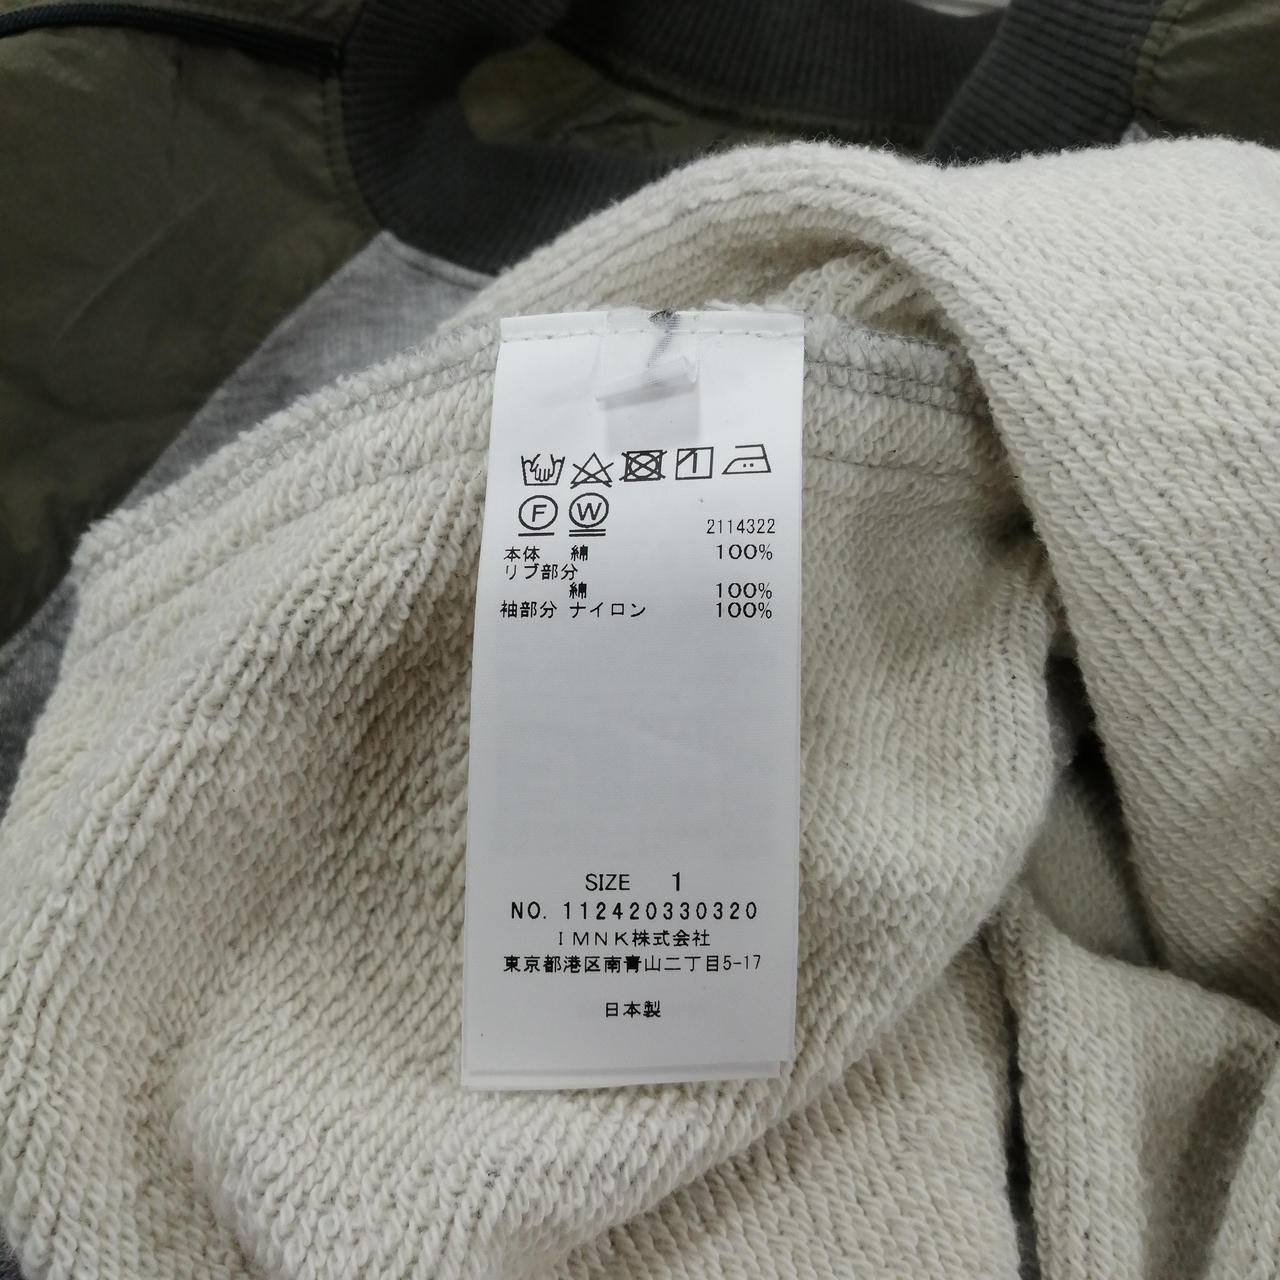 F W
2114322
本体 綿 100%
リブ部分
綿 100%
袖部分 ナイロン 100%
SIZE 1
NO. 112420330320
IMNK株式会社
東京都港区南青山二丁目5-17
日本製